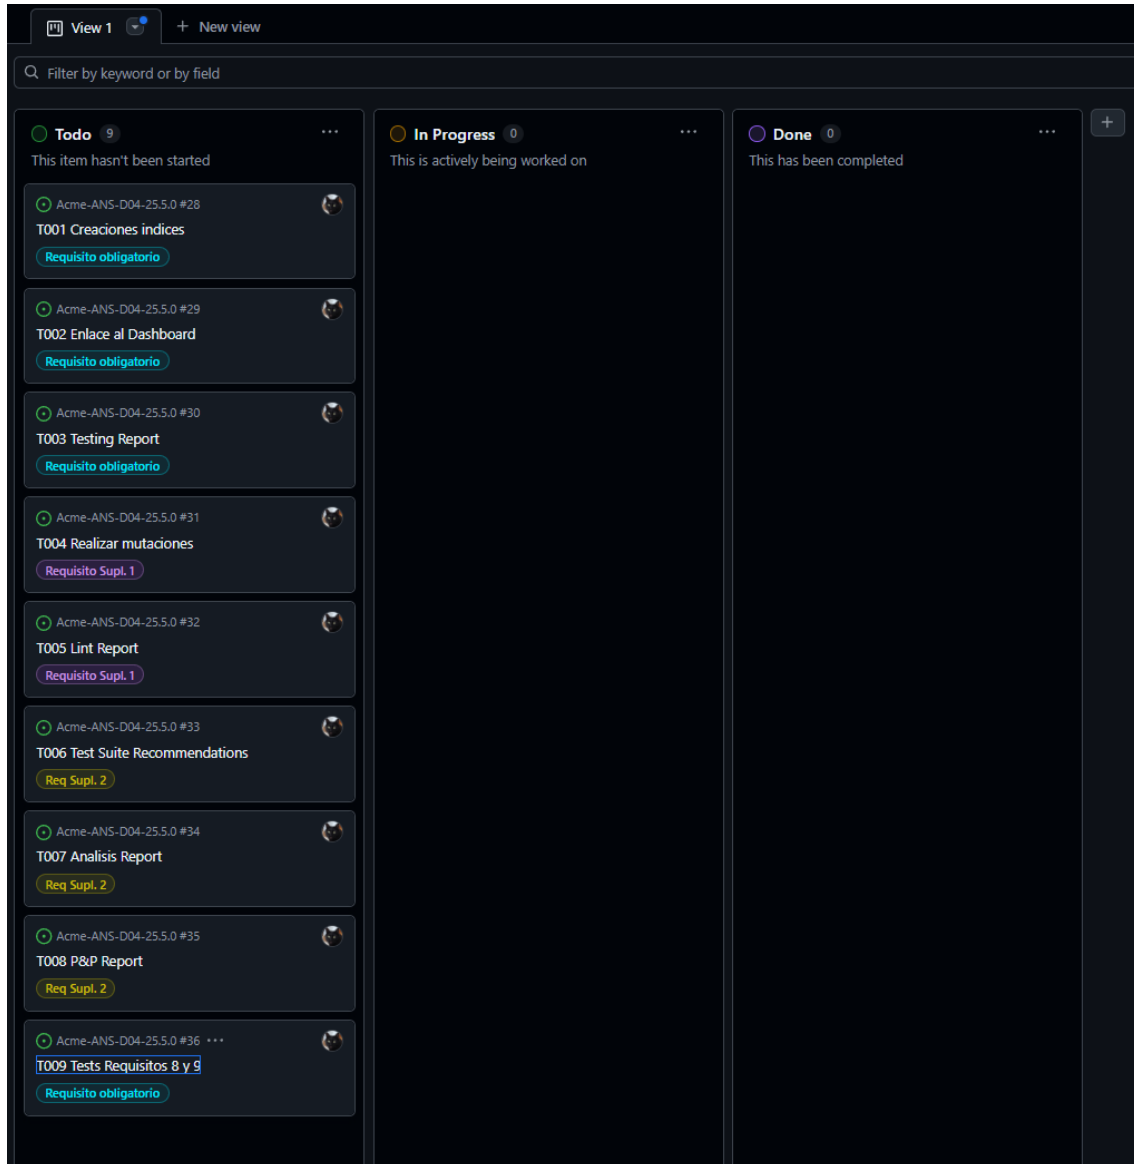 View 1
New view
Filter by keyword or by field
Todo 9
This item hasn't been started
Acme-ANS-D04-25.5.0 #28
T001 Creaciones indices
Requisito obligatorio
Acme-ANS-D04-25.5.0 #29
T002 Enlace al Dashboard
Requisito obligatorio
Acme-ANS-D04-25.5.0 #30
T003 Testing Report
Requisito obligatorio
Acme-ANS-D04-25.5.0 #31
T004 Realizar mutaciones
Requisito Supl. 1
Acme-ANS-D04-25.5.0 #32
T005 Lint Report
Requisito Supl. 1
Acme-ANS-D04-25.5.0 #33
T006 Test Suite Recommendations
Req Supl. 2
Acme-ANS-D04-25.5.0 #34
T007 Analisis Report
Req Supl. 2
Acme-ANS-D04-25.5.0 #35
T008 P&P Report
Req Supl. 2
Acme-ANS-D04-25.5.0 #36
T009 Tests Requisitos 8 y 9
Requisito obligatorio
In Progress 0
This is actively being worked on
Done 0
This has been completed